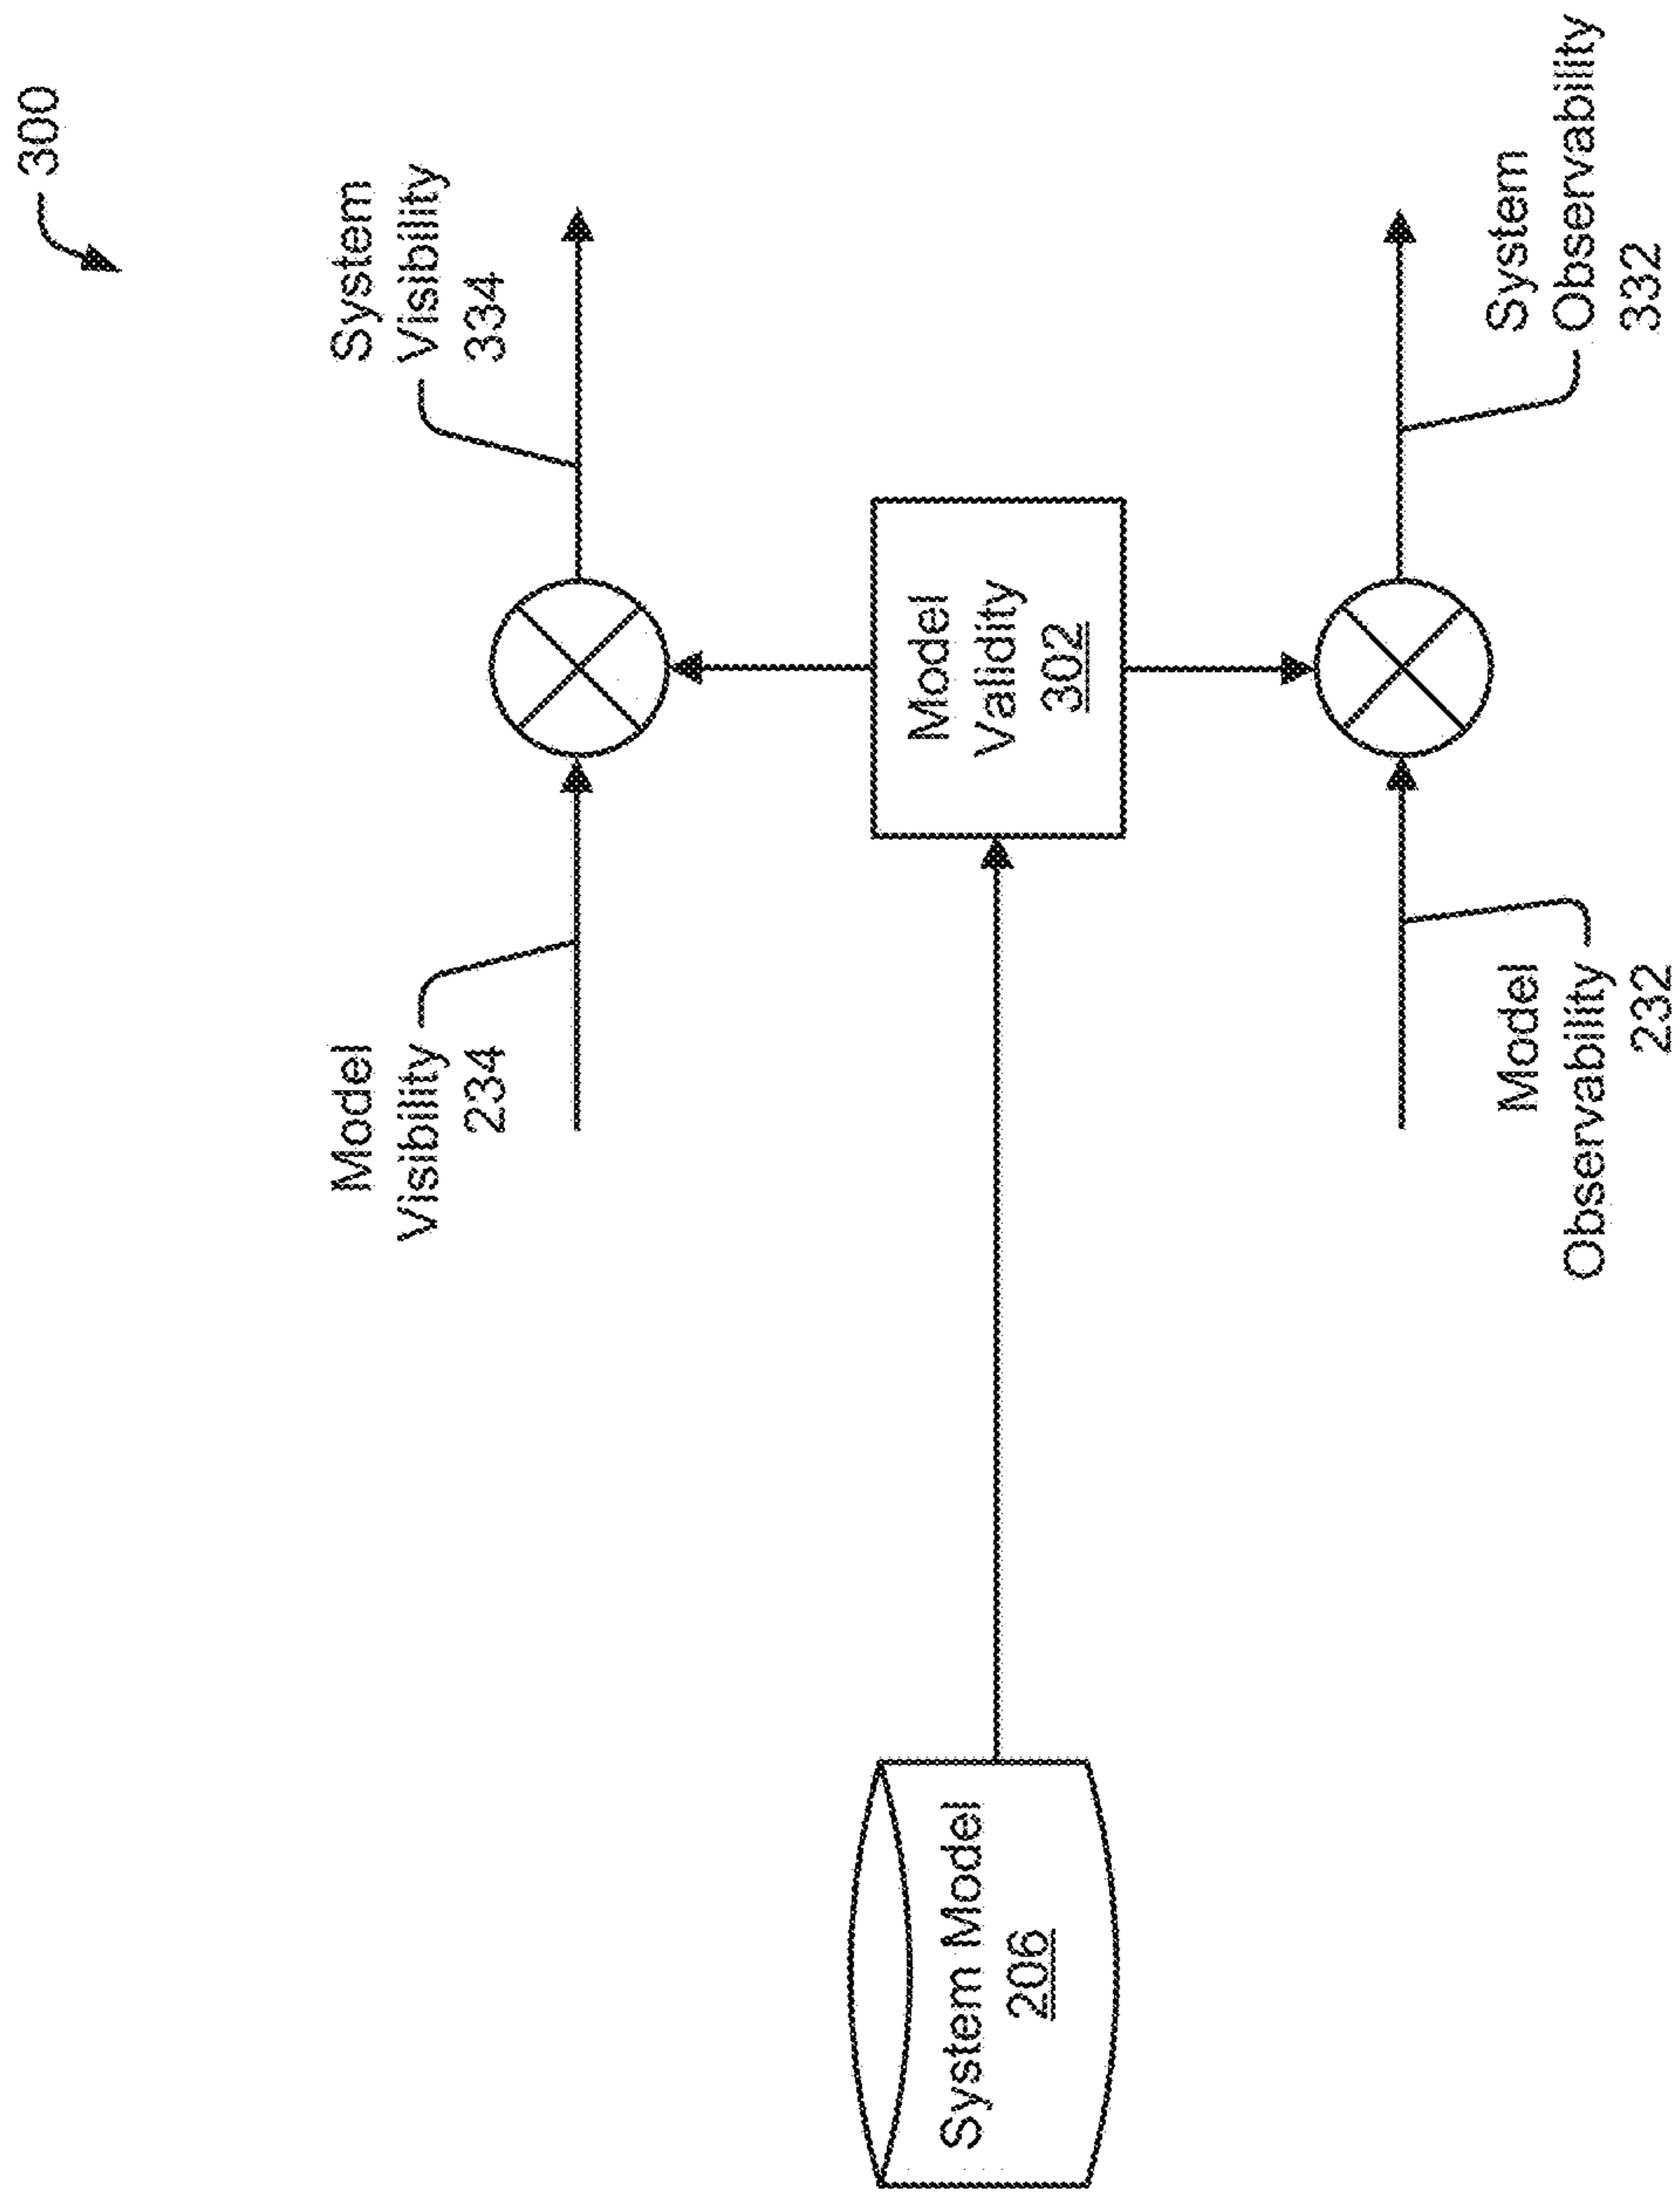 300
Model
Visibility
234
System
Visibility
334
System Model
206
Model
Validity
302
Model
Observability
232
System
Observability
332